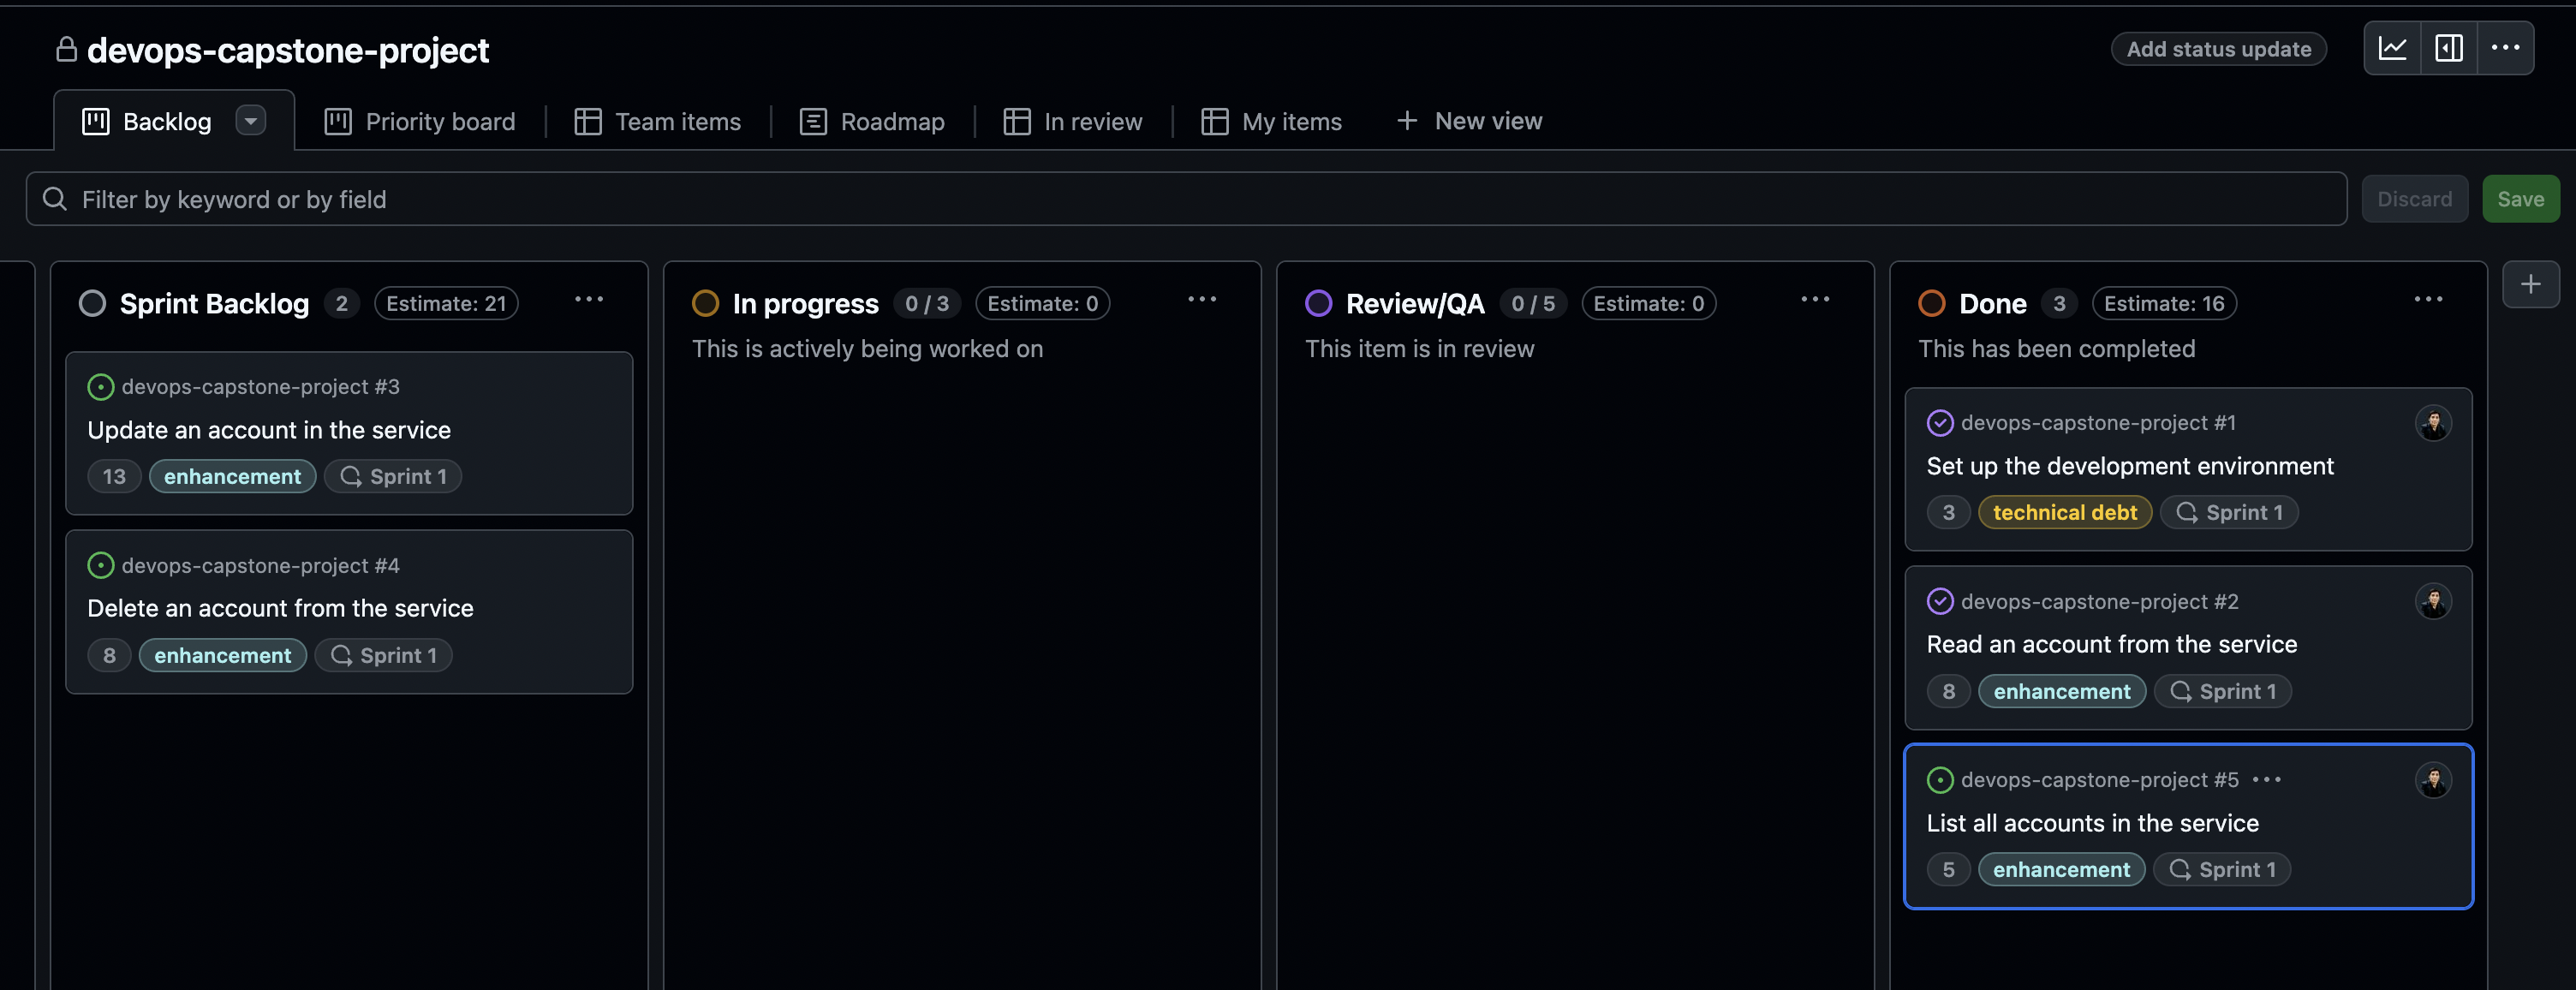 devops-capstone-project
Add status update
Backlog
Priority board
Team items
Roadmap
In review
My items
New view
Filter by keyword or by field
Discard
Save
Sprint Backlog 2 Estimate: 21
devops-capstone-project #3
Update an account in the service
13 enhancement Sprint 1
devops-capstone-project #4
Delete an account from the service
8 enhancement Sprint 1
In progress 0 / 3 Estimate: 0
This is actively being worked on
Review/QA 0 / 5 Estimate: 0
This item is in review
Done 3 Estimate: 16
This has been completed
devops-capstone-project #1
Set up the development environment
3 technical debt Sprint 1
devops-capstone-project #2
Read an account from the service
8 enhancement Sprint 1
devops-capstone-project #5
List all accounts in the service
5 enhancement Sprint 1